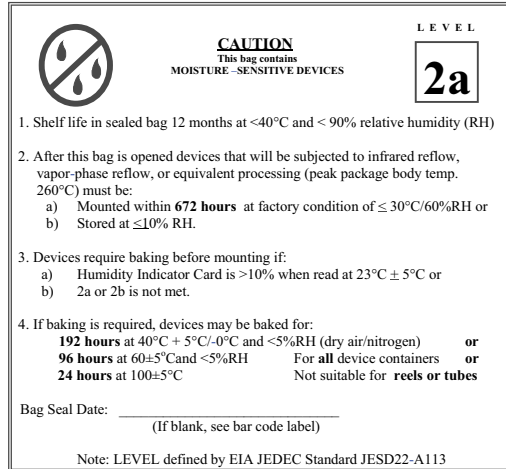 LEVEL
CAUTION
This bag contains
MOISTURE –SENSITIVE DEVICES
2a
1. Shelf life in sealed bag 12 months at <40°C and < 90% relative humidity (RH)
2. After this bag is opened devices that will be subjected to infrared reflow,
vapor-phase reflow, or equivalent processing (peak package body temp.
260°C) must be:
a) Mounted within 672 hours at factory condition of ≤ 30°C/60%RH or
b) Stored at ≤10% RH.
3. Devices require baking before mounting if:
a) Humidity Indicator Card is >10% when read at 23°C ± 5°C or
b) 2a or 2b is not met.
4. If baking is required, devices may be baked for:
192 hours at 40°C + 5°C/-0°C and <5%RH (dry air/nitrogen) or
96 hours at 60±5°Cand <5%RH For all device containers or
24 hours at 100±5°C Not suitable for reels or tubes
Bag Seal Date: ______________________________
(If blank, see bar code label)
Note: LEVEL defined by EIA JEDEC Standard JESD22-A113